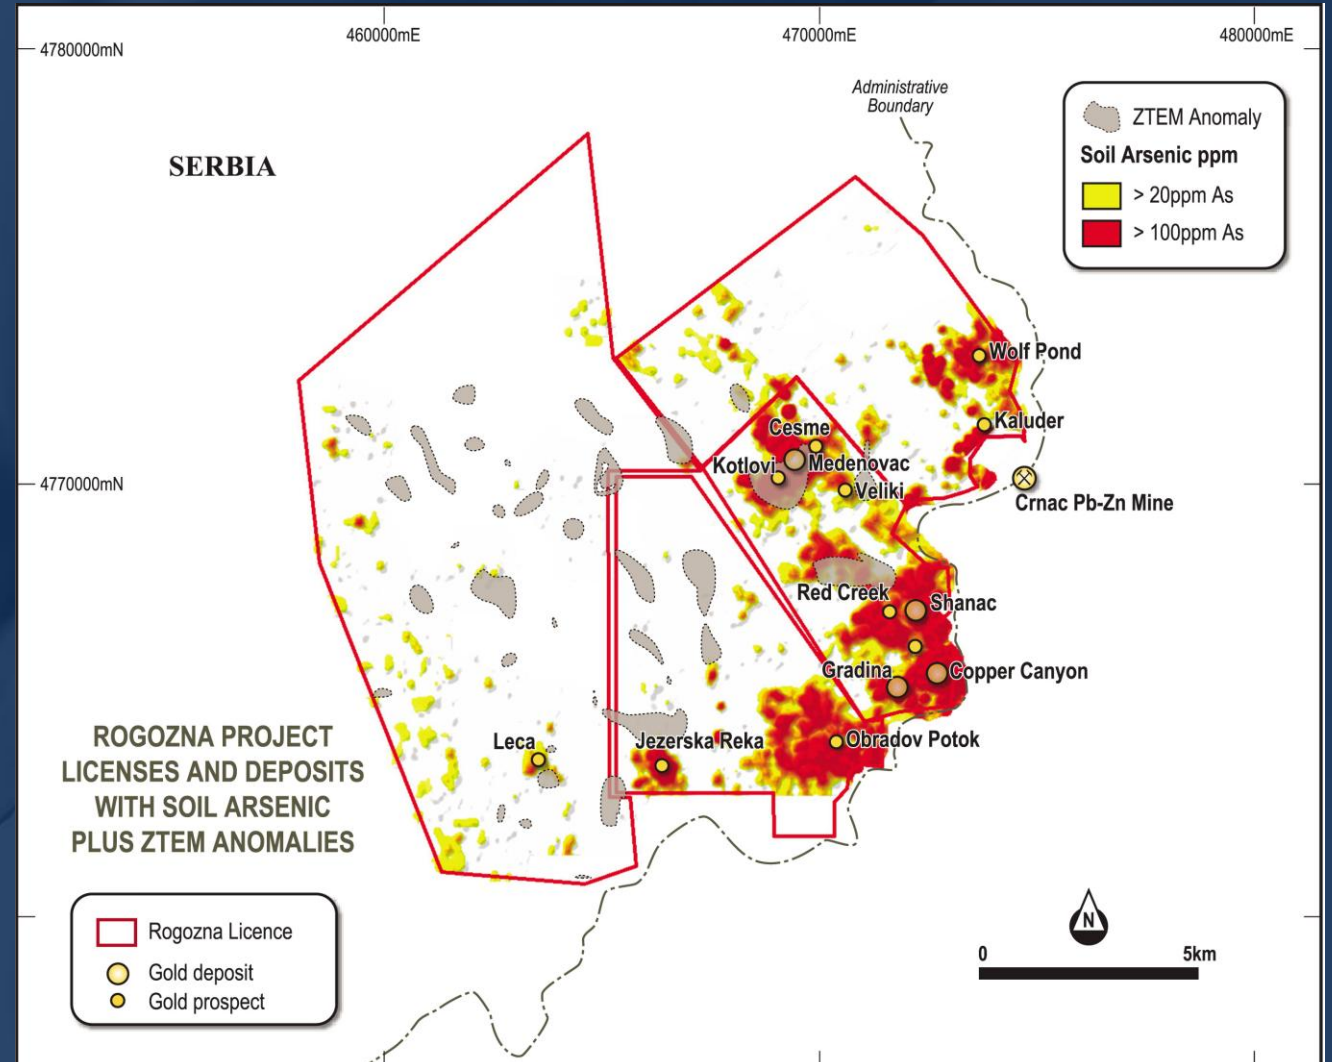 460000mE
470000mE
480000mE
4780000mN
Administrative
Boundary
ZTEM Anomaly
Soil Arsenic ppm
> 20ppm As
> 100ppm As
SERBIA
Wolf Pond
Kaluder
Cesme
Kotlovi
Medenovac
4770000mN
Veliki
Crnac Pb-Zn Mine
Red Creek
Shanac
Gradina
Copper Canyon
Leca
Jezerska Reka
Obradov Potok
ROGOZNA PROJECT
LICENSES AND DEPOSITS
WITH SOIL ARSENIC
PLUS ZTEM ANOMALIES
Rogozna Licence
Gold deposit
Gold prospect
N
0
5km